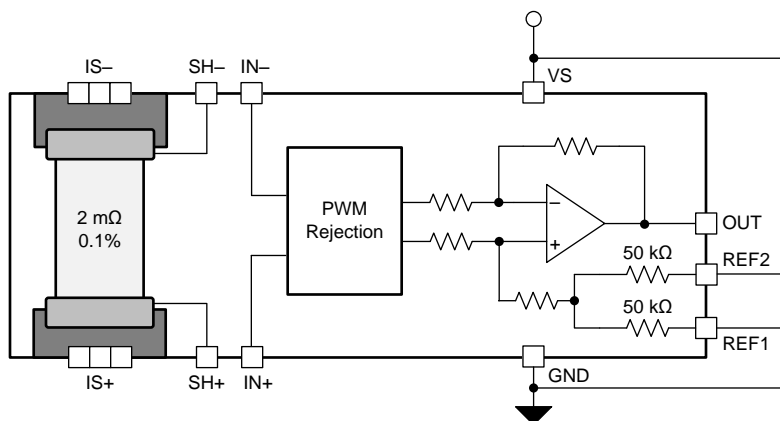 IS–
SH–
IN–
VS
2 mΩ
0.1%
PWM
Rejection
–
+
OUT
50 kΩ
REF2
50 kΩ
REF1
GND
IS+
SH+
IN+